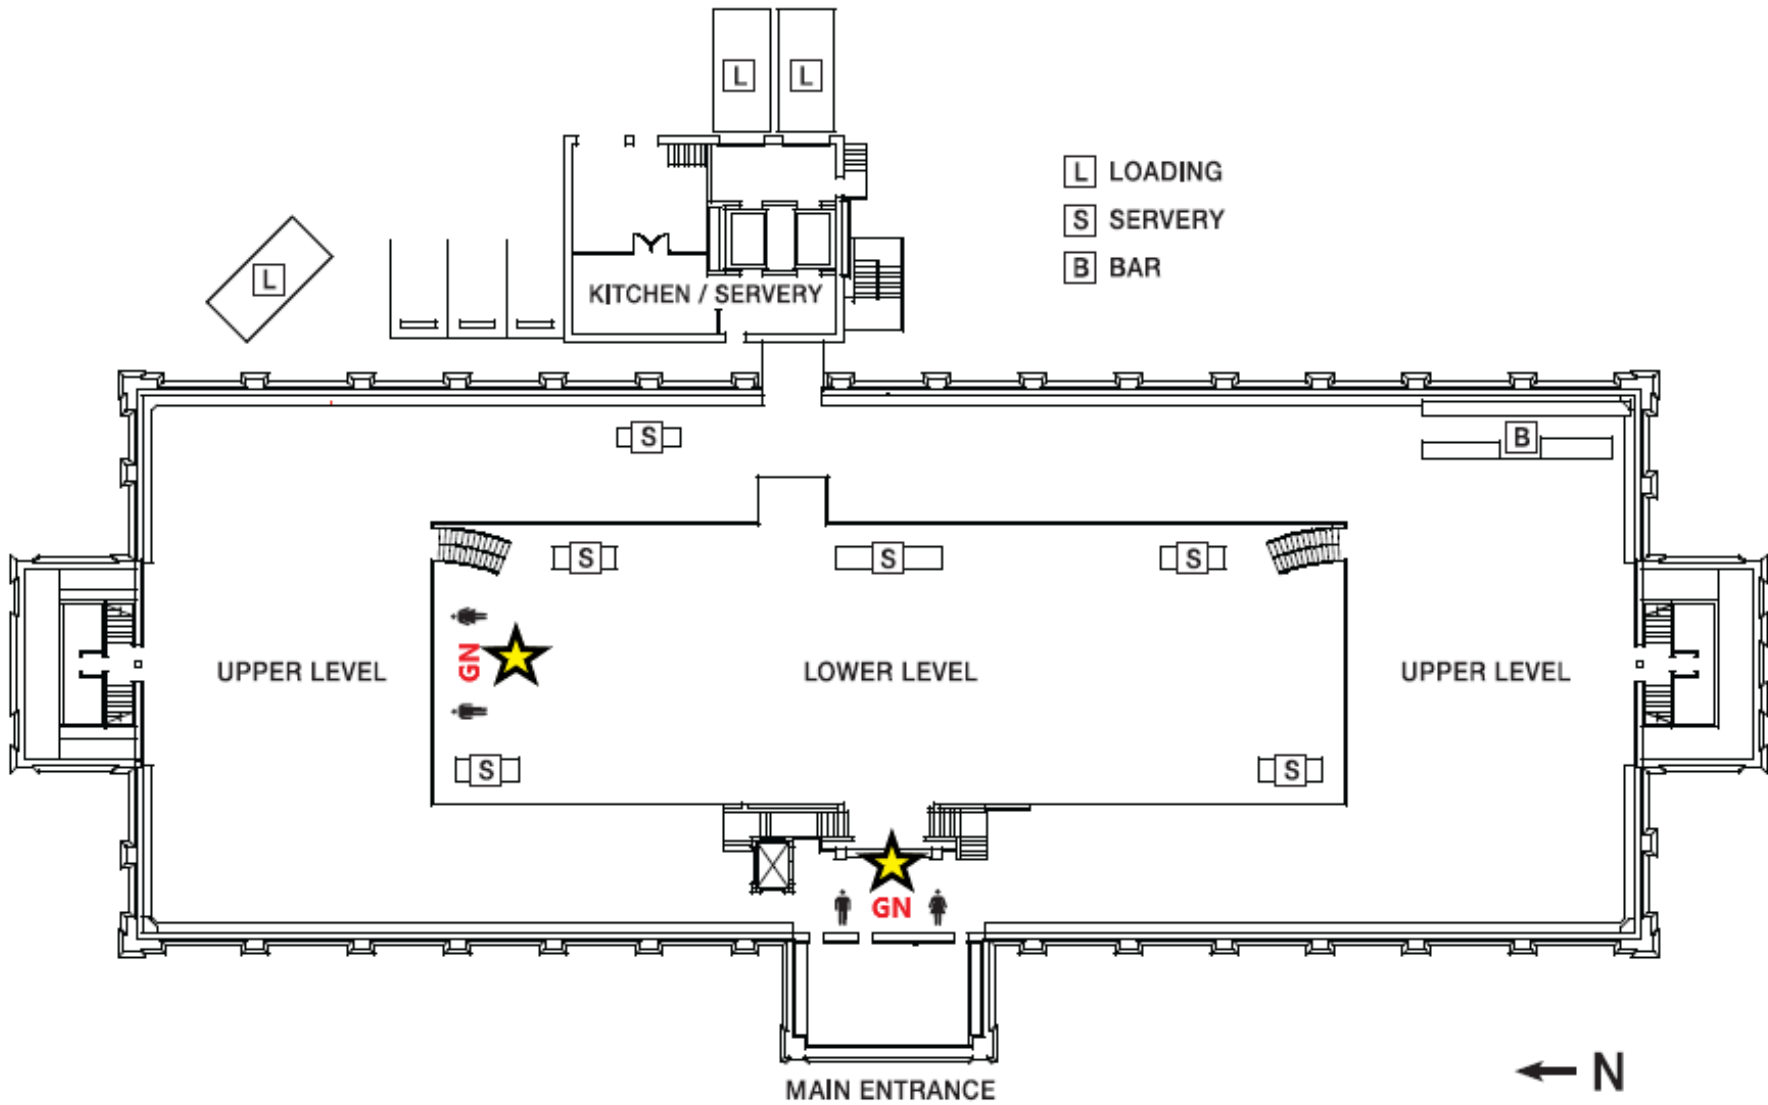 L
L
L LOADING
S SERVERY
B BAR
L
KITCHEN / SERVERY
S
B
S
S
S
UPPER LEVEL
GN
LOWER LEVEL
UPPER LEVEL
S
S
GN
MAIN ENTRANCE
N